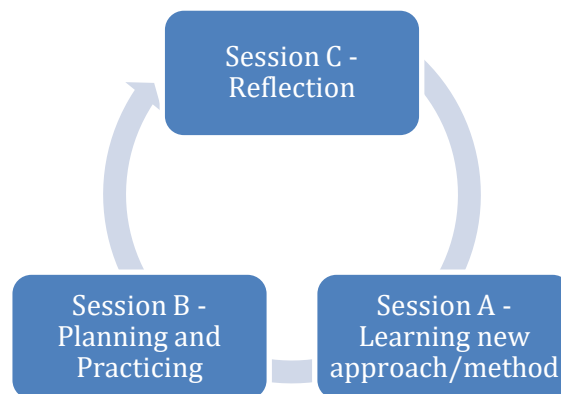 Session C -
Reflection
Session B -
Planning and
Practicing
Session A -
Learning new
approach/method